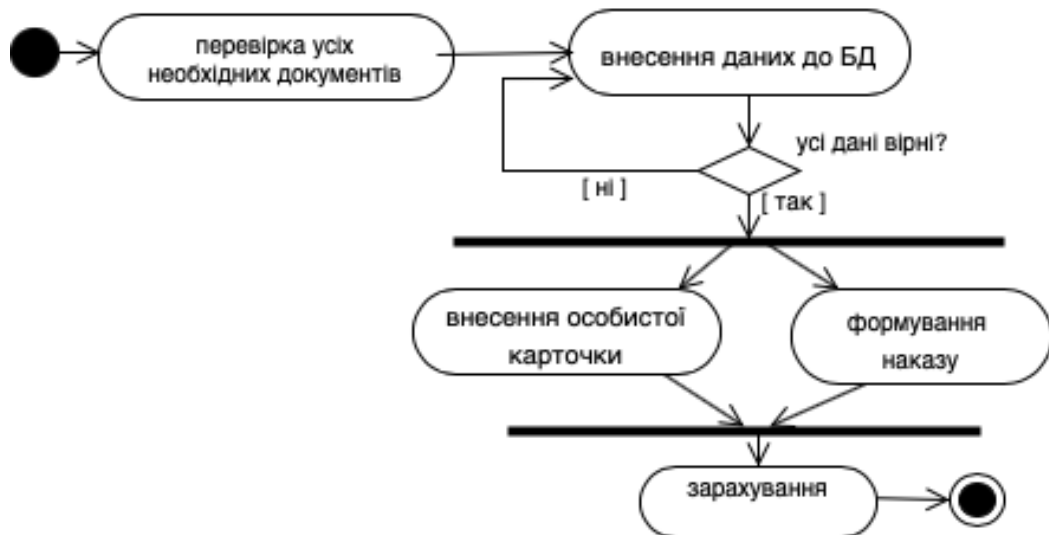 перевірка усіх
необхідних документів
внесення даних до БД
усі дані вірні?
[ ні ]
[ так ]
внесення особистої
карточки
формування
наказу
зарахування